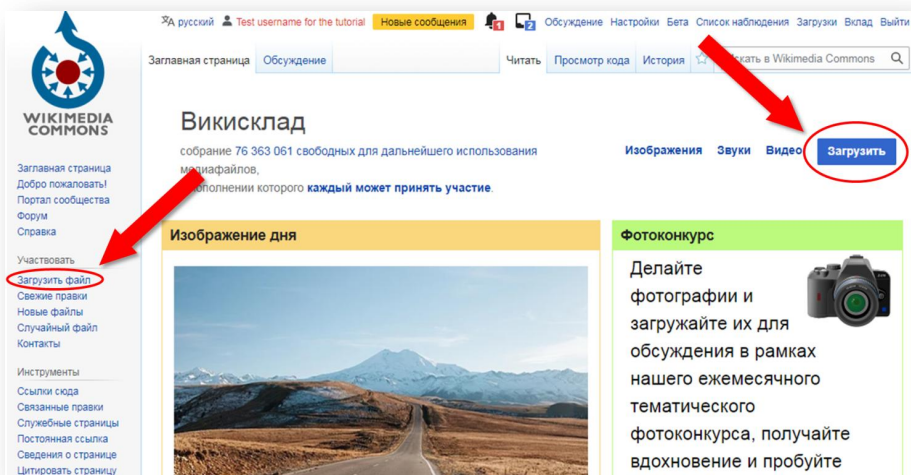 русский Test username for the tutorial Новые сообщения 1 2 Обсуждение Настройки Бета Список наблюдения Загрузки Вклад Выйти
Заглавная страница Обсуждение Читать Просмотр кода История в Wikimedia Commons
WIKIMEDIA
COMMONS
Викисклад
собрание 76 363 061 свободных для дальнейшего использования
медиафайлов,
которого каждый может принять участие.
Изображения Звуки Видео Загрузить
Заглавная страница
Добро пожаловать!
Портал сообщества
Форум
Справка
Участвовать
Загрузить файл
Свежие правки
Новые файлы
Случайный файл
Контакты
Инструменты
Ссылки сюда
Связанные правки
Служебные страницы
Постоянная ссылка
Сведения о странице
Цитировать страницу
Изображение дня
Фотоконкурс
Делайте
фотографии и
загружайте их для
обсуждения в рамках
нашего ежемесячного
тематического
фотоконкурса, получайте
вдохновение и пробуйте